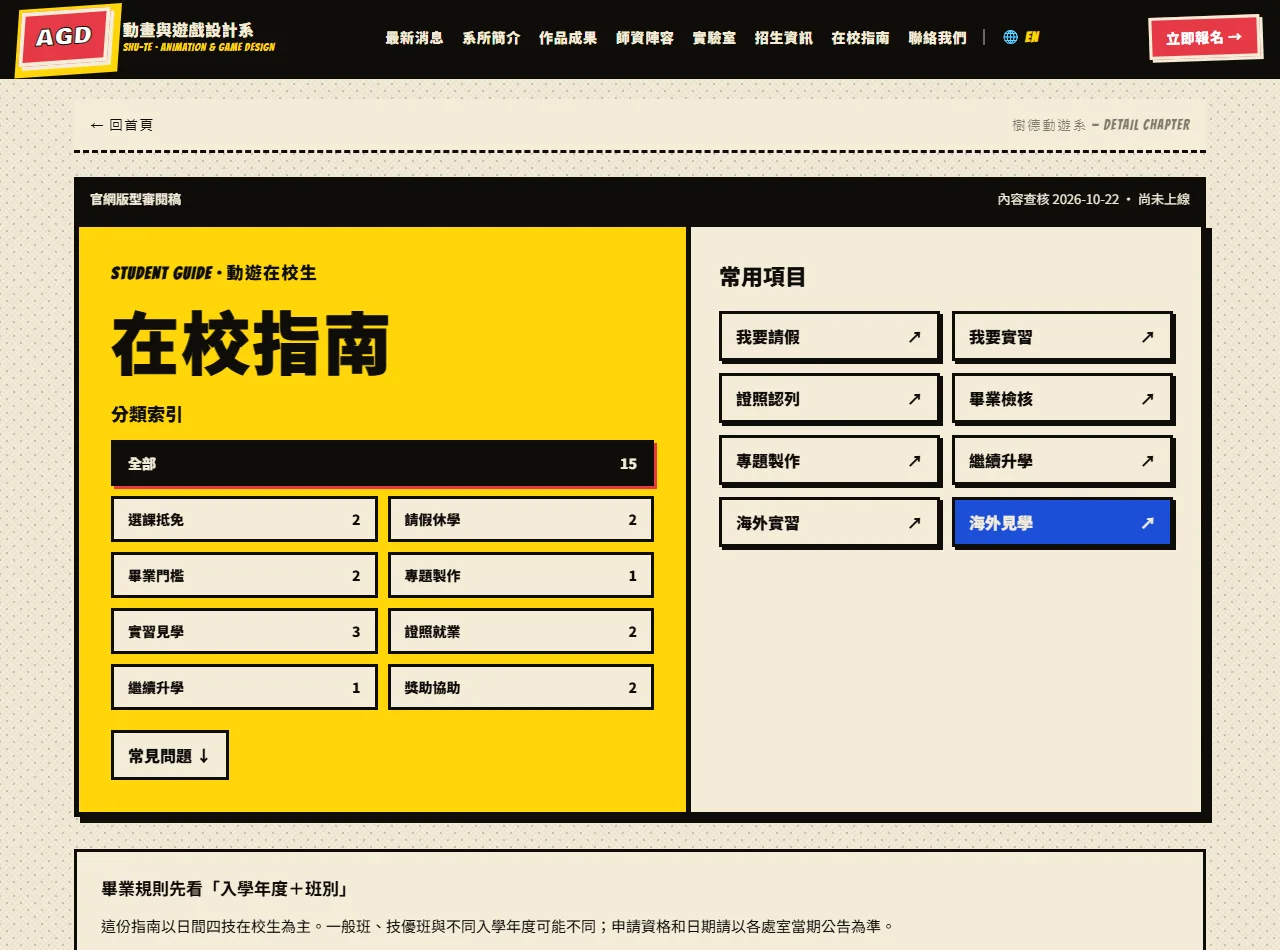 AGD
動畫與遊戲設計系
SHU-TE · ANIMATION & GAME DESIGN
最新消息 系所簡介 作品成果 師資陣容 實驗室 招生資訊 在校指南 聯絡我們 | 🌐 EN
立即報名 →
← 回首頁
樹德動遊系 — DETAIL CHAPTER
官網版型審閱稿
內容查核 2026-10-22 · 尚未上線
STUDENT GUIDE · 動遊在校生
在校指南
分類索引
全部 15
選課抵免 2
請假休學 2
畢業門檻 2
專題製作 1
實習見學 3
證照就業 2
繼續升學 1
獎助協助 2
常見問題 ↓
常用項目
我要請假 ↗
我要實習 ↗
證照認列 ↗
畢業檢核 ↗
專題製作 ↗
繼續升學 ↗
海外實習 ↗
海外見學 ↗
畢業規則先看「入學年度＋班別」
這份指南以日間四技在校生為主。一般班、技優班與不同入學年度可能不同；申請資格和日期請以各處室當期公告為準。